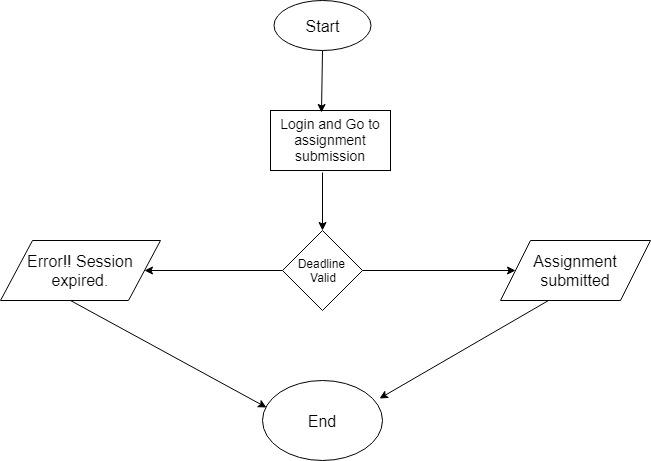 Start
Login and Go to
assignment
submission
Deadline
Valid
Error!! Session
expired.
Assignment
submitted
End